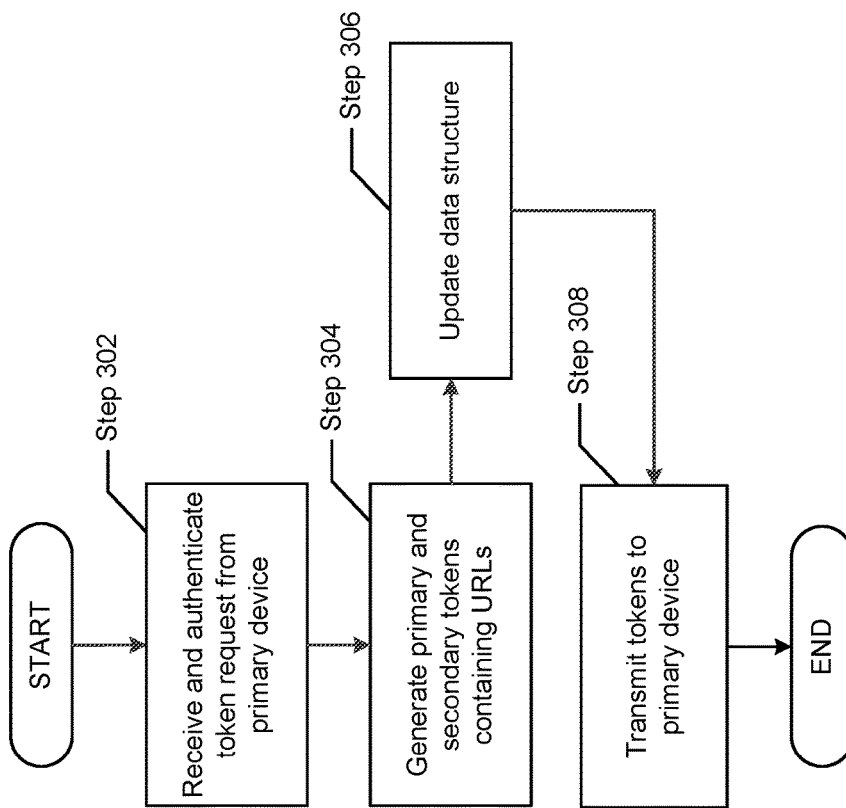 START
Step 302
Receive and authenticate
token request from
primary device
Step 304
Generate primary and
secondary tokens
containing URLs
Step 306
Update data structure
Step 308
Transmit tokens to
primary device
END